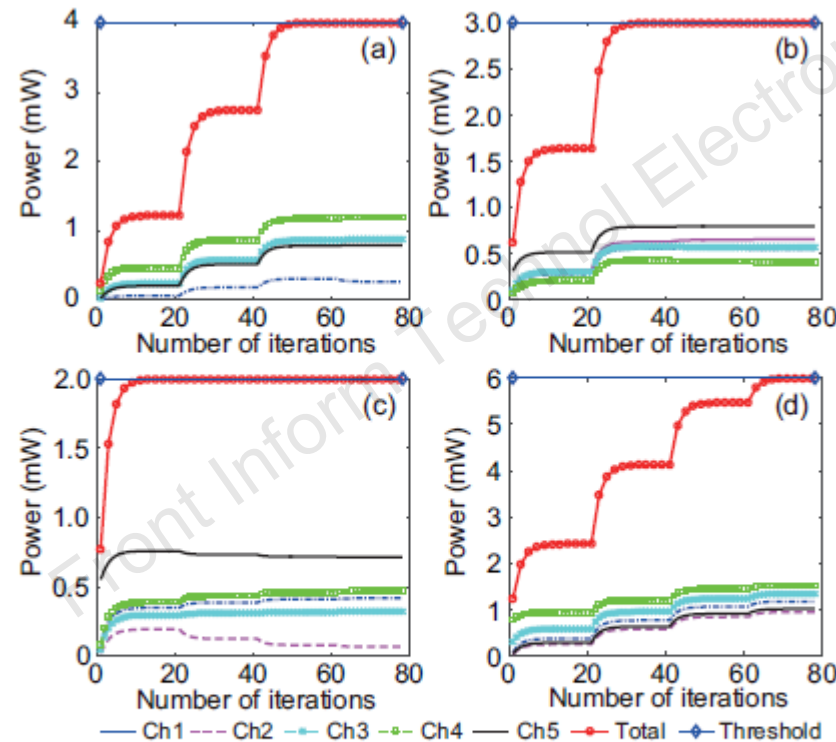 4
3
2
1
0
Power (mW)
(a)
0 20 40 60 80
Number of iterations
3.0
2.5
2.0
1.5
1.0
0.5
0
Power (mW)
(b)
0 20 40 60 80
Number of iterations
2.0
1.5
1.0
0.5
0
Power (mW)
(c)
0 20 40 60 80
Number of iterations
6
5
4
3
2
1
0
Power (mW)
(d)
0 20 40 60 80
Number of iterations
Ch1 Ch2 Ch3 Ch4 Ch5 Total Threshold
Front Inform Technol Electron